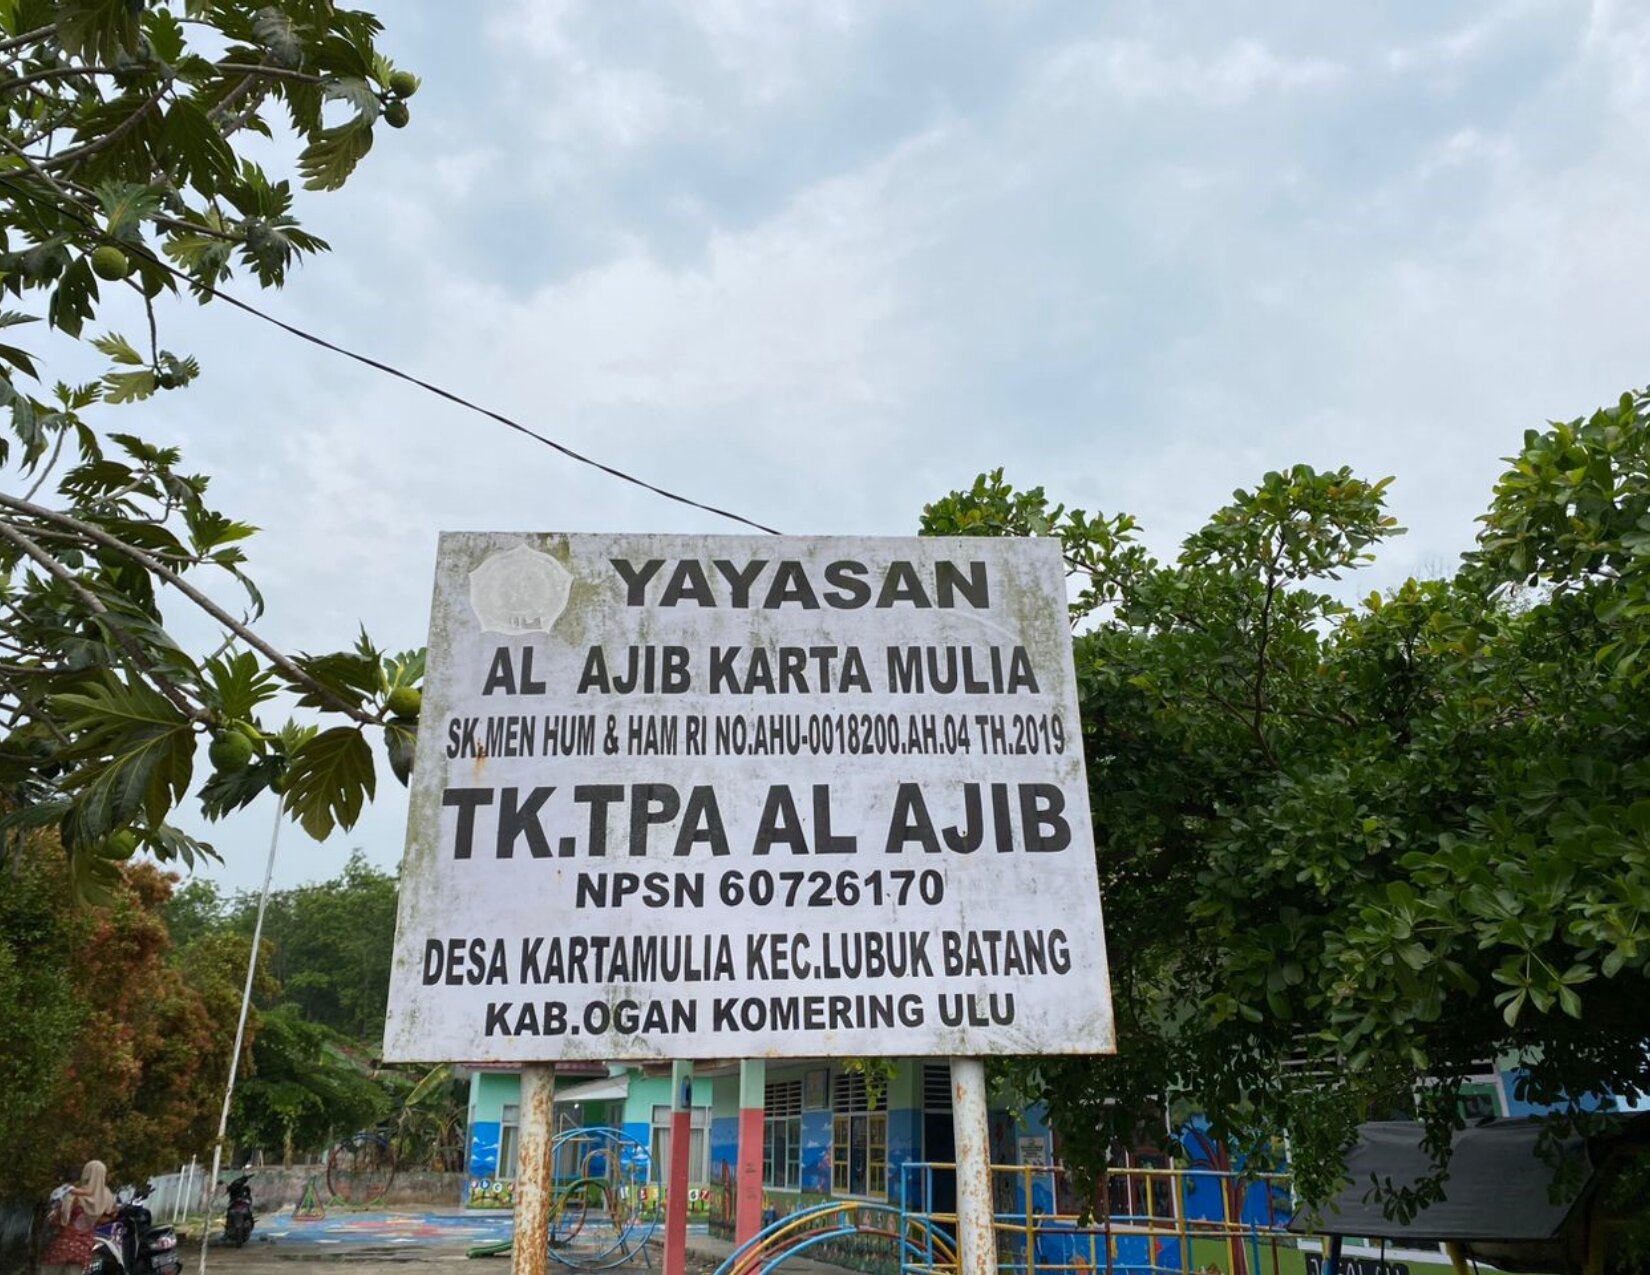 YAYASAN
AL AJIB KARTA MULIA
SK.MEN HUM & HAM RI NO.AHU-0018200.AH.04 TH.2019
TK.TPA AL AJIB
NPSN 60726170
DESA KARTAMULIA KEC.LUBUK BATANG
KAB.OGAN KOMERING ULU